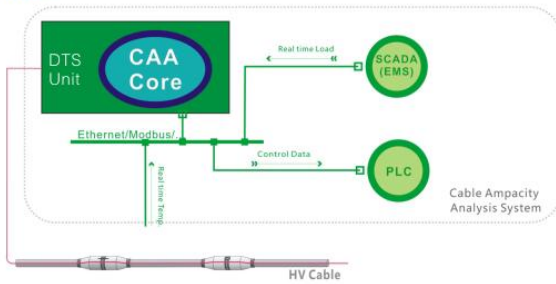 DTS
Unit
CAA
Core
Real time Load
SCADA
(EMS)
Ethernet/Modbus/..
Control Data
PLC
Real time Temp.
Cable Ampacity
Analysis System
HV Cable